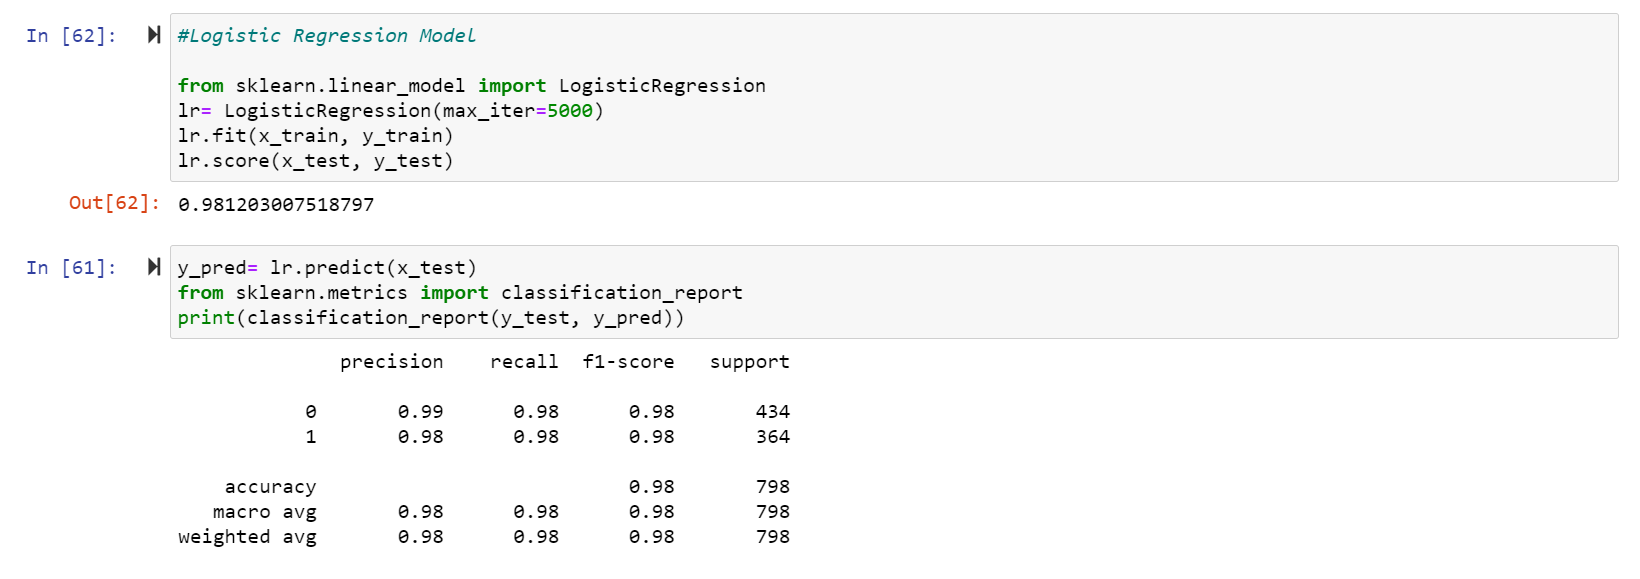 In [62]: #Logistic Regression Model
from sklearn.linear_model import LogisticRegression
lr= LogisticRegression(max_iter=5000)
lr.fit(x_train, y_train)
lr.score(x_test, y_test)
Out[62]: 0.981203007518797
In [61]: y_pred= lr.predict(x_test)
from sklearn.metrics import classification_report
print(classification_report(y_test, y_pred))
precision recall f1-score support
0 0.99 0.98 0.98 434
1 0.98 0.98 0.98 364
accuracy 0.98 798
macro avg 0.98 0.98 0.98 798
weighted avg 0.98 0.98 0.98 798